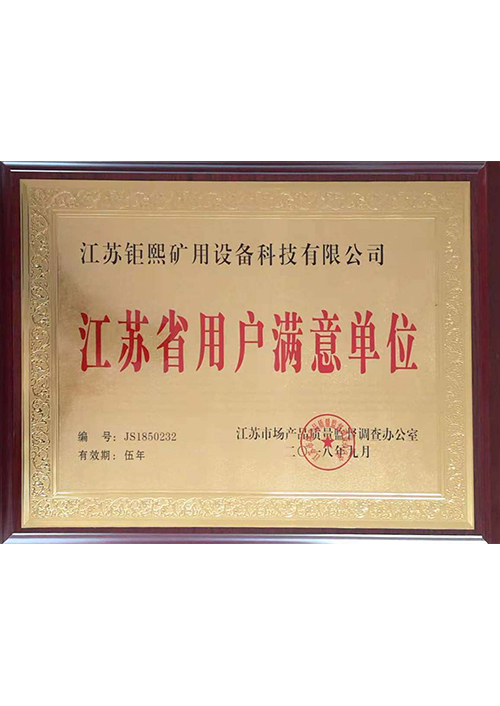 江苏钜熙矿用设备科技有限公司
江苏省用户满意单位
编 号: JS1850232
有效期: 伍年
江苏市场产品质量监督调查办公室
二〇一八年九月